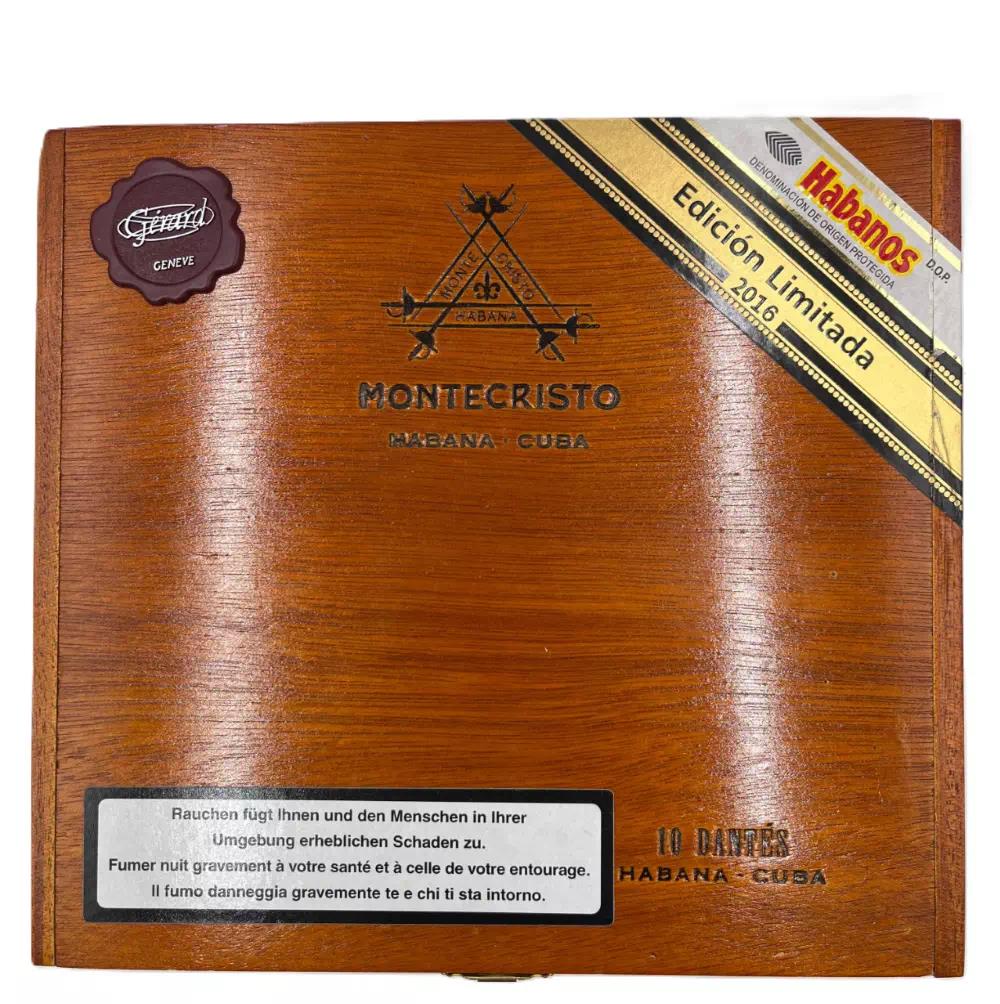 Gérard
GENEVE
Habanos
DENOMINACIÓN DE ORIGEN PROTEGIDA
D.O.P.
Edición Limitada
2016
MONTE CRISTO
HABANA
MONTECRISTO
HABANA · CUBA
10 DANTÉS
HABANA - CUBA
Rauchen fügt Ihnen und den Menschen in Ihrer
Umgebung erheblichen Schaden zu.
Fumer nuit gravement à votre santé et à celle de votre entourage.
Il fumo danneggia gravemente te e chi ti sta intorno.